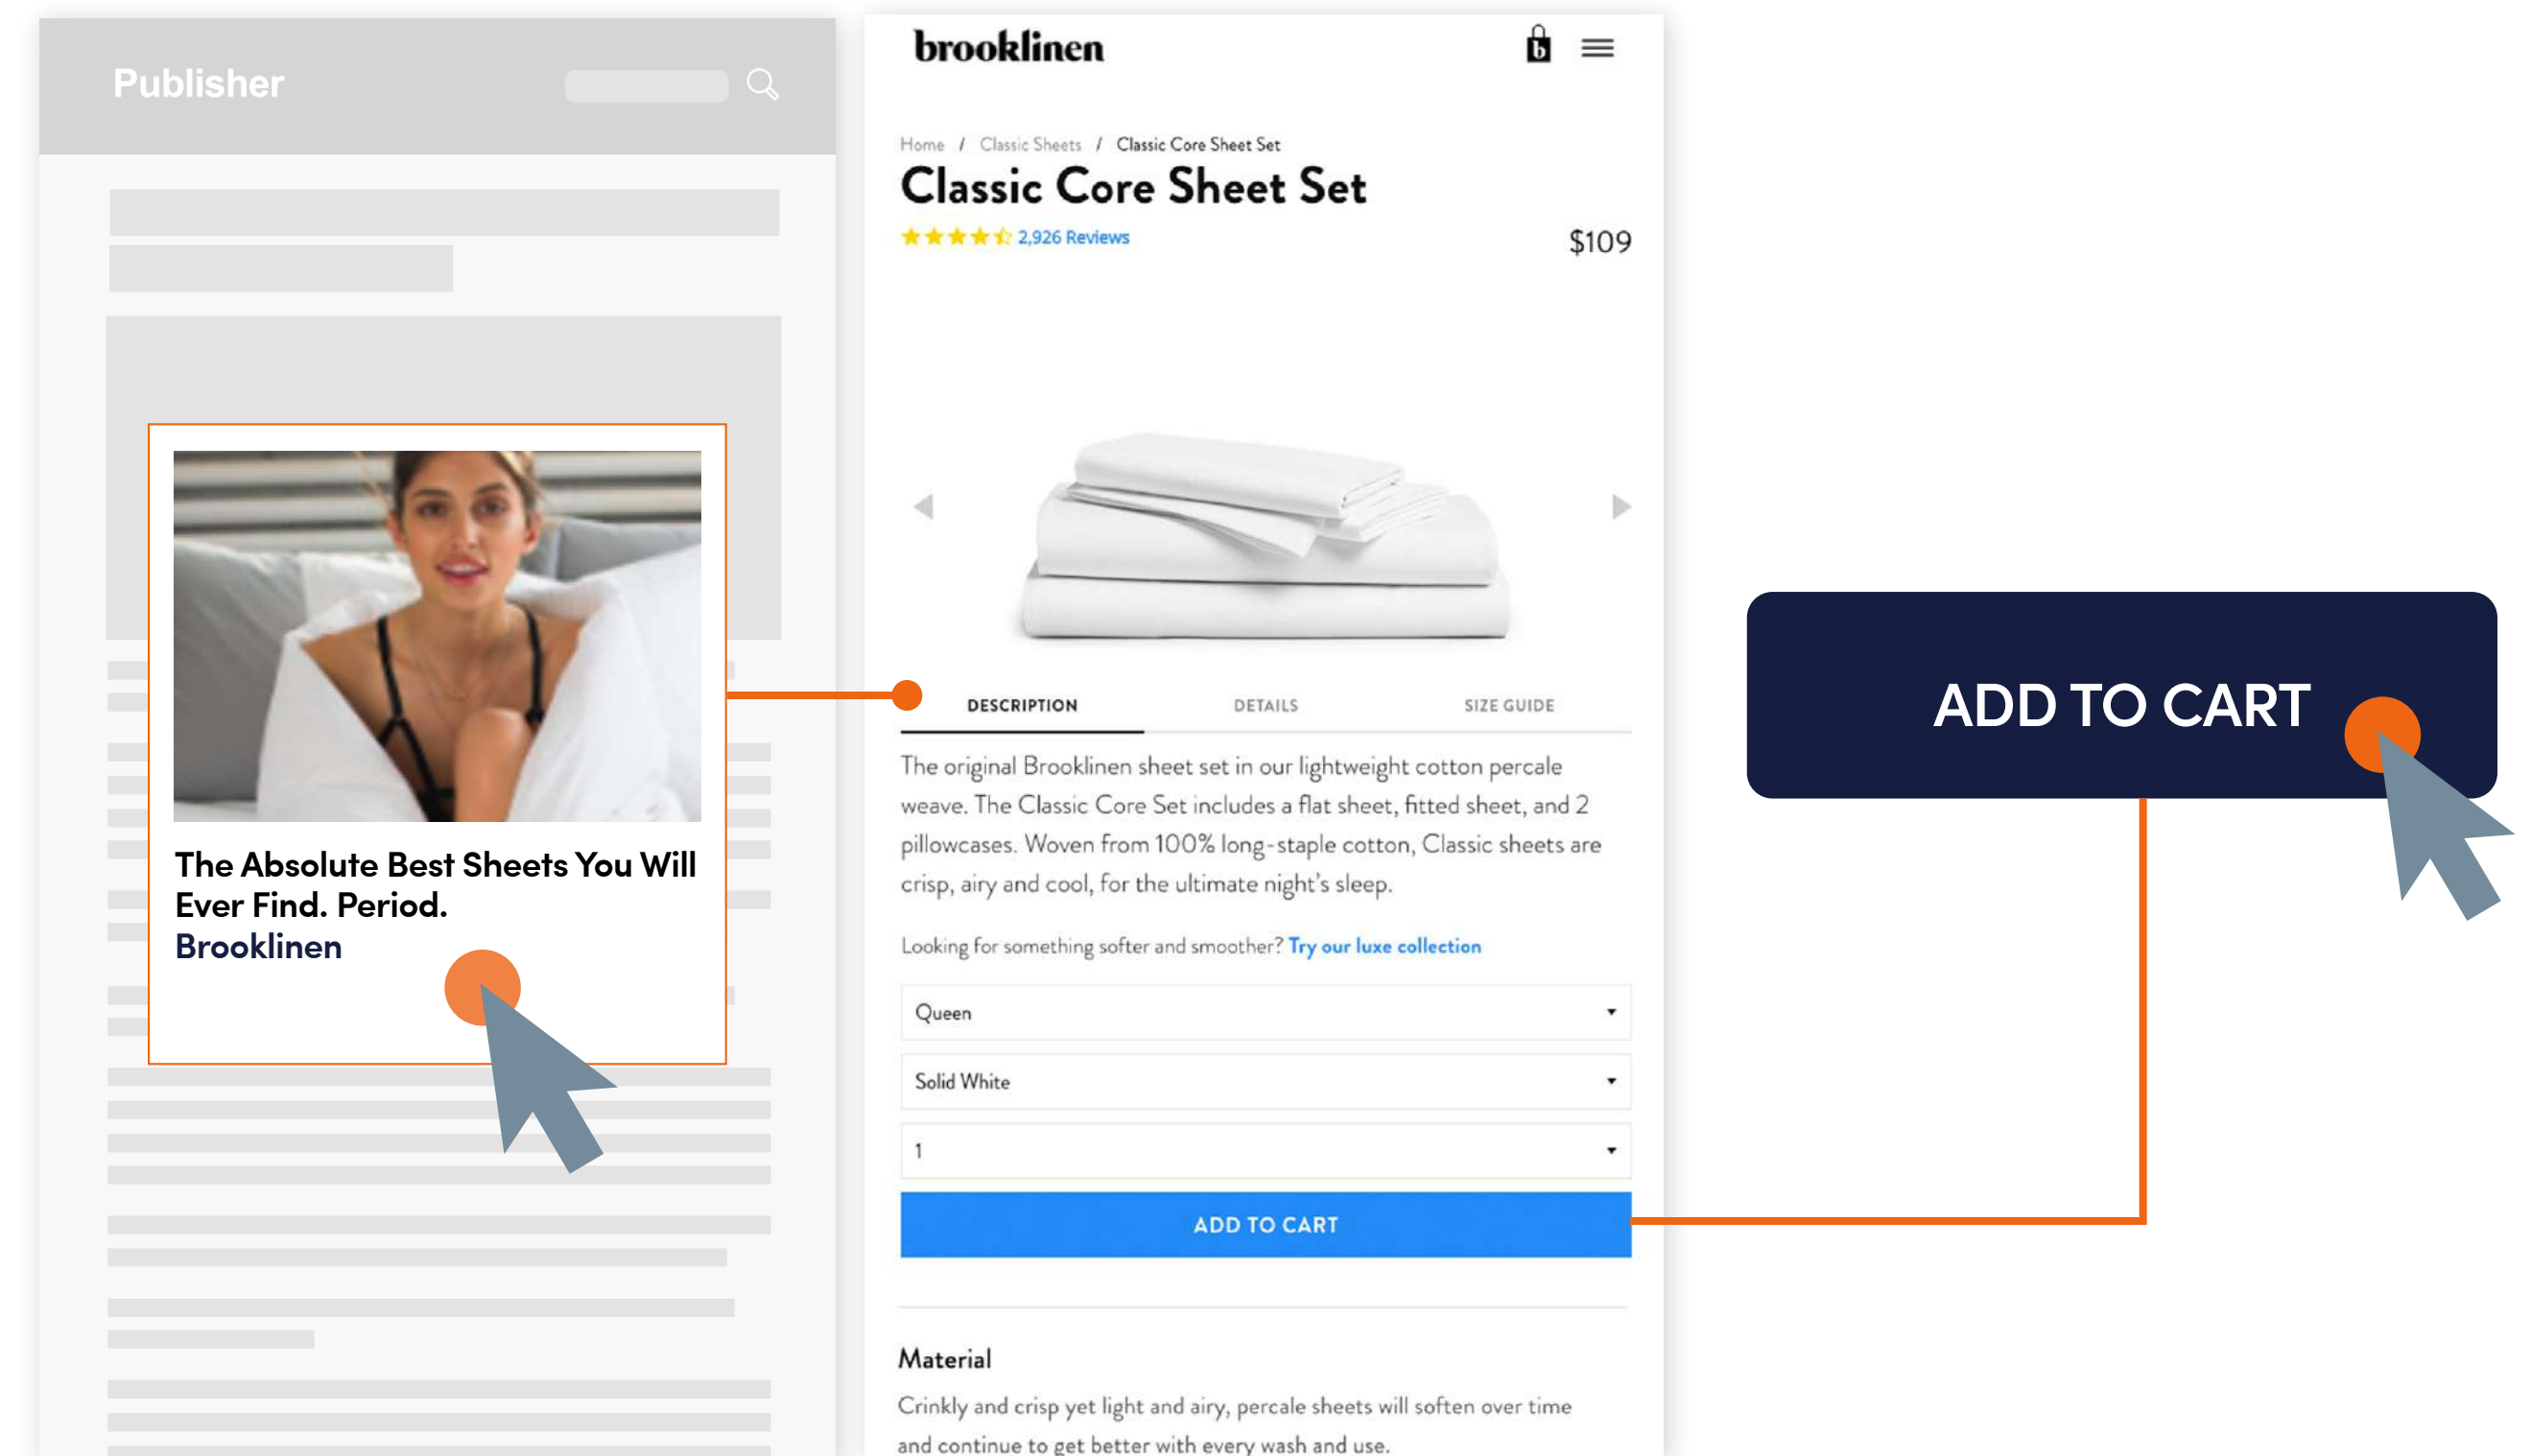 Publisher
The Absolute Best Sheets You Will
Ever Find. Period.
Brooklinen
brooklinen
b
Home / Classic Sheets / Classic Core Sheet Set
Classic Core Sheet Set
2,926 Reviews
$109
DESCRIPTION DETAILS SIZE GUIDE
The original Brooklinen sheet set in our lightweight cotton percale
weave. The Classic Core Set includes a flat sheet, fitted sheet, and 2
pillowcases. Woven from 100% long-staple cotton, Classic sheets are
crisp, airy and cool, for the ultimate night's sleep.
Looking for something softer and smoother? Try our luxe collection
Queen
Solid White
1
ADD TO CART
Material
Crinkly and crisp yet light and airy, percale sheets will soften over time
and continue to get better with every wash and use.
ADD TO CART